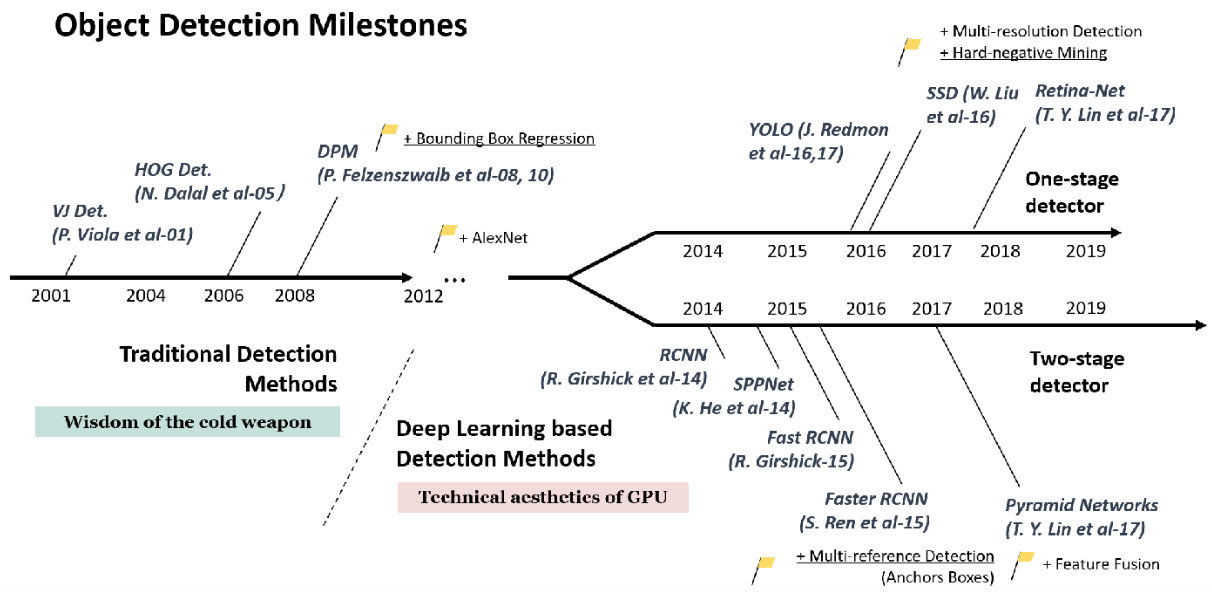 Object Detection Milestones
+ Multi-resolution Detection
+ Hard-negative Mining
SSD (W. Liu
et al-16)
Retina-Net
(T. Y. Lin et al-17)
YOLO (J. Redmon
et al-16,17)
+ Bounding Box Regression
DPM
(P. Felzenszwalb et al-08, 10)
HOG Det.
(N. Dalal et al-05)
VJ Det.
(P. Viola et al-01)
+ AlexNet
One-stage
detector
2014 2015 2016 2017 2018 2019
...
2001 2004 2006 2008 2012
2014 2015 2016 2017 2018 2019
Traditional Detection
Methods
Wisdom of the cold weapon
Deep Learning based
Detection Methods
Technical aesthetics of GPU
RCNN
(R. Girshick et al-14)
SPPNet
(K. He et al-14)
Fast RCNN
(R. Girshick-15)
Faster RCNN
(S. Ren et al-15)
+ Multi-reference Detection
(Anchors Boxes)
Two-stage
detector
Pyramid Networks
(T. Y. Lin et al-17)
+ Feature Fusion